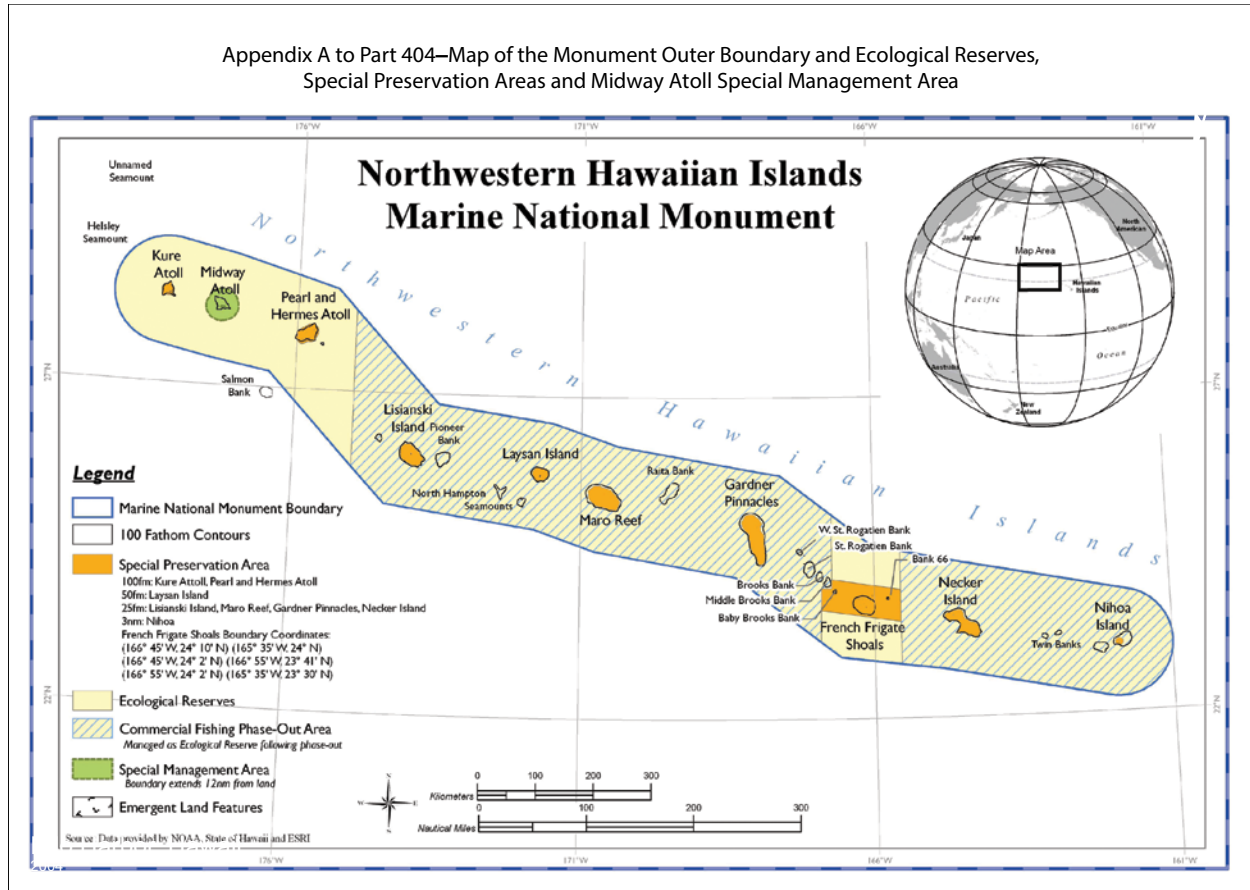 Appendix A to Part 404–Map of the Monument Outer Boundary and Ecological Reserves,
Special Preservation Areas and Midway Atoll Special Management Area
176°W
171°W
166°W
161°W
Unnamed
Seamount
Northwestern Hawaiian Islands
Marine National Monument
Helsley
Seamount
Kure
Atoll
Midway
Atoll
Pearl and
Hermes Atoll
Northwestern Hawaiian Islands
North
American
Japan
Map Area
Hawaiian
Islands
Pacific
Ocean
Australia
New
Zealand
27°N
27°N
Salmon
Bank
Lisianski
Island
Pioneer
Bank
Laysan Island
North Hampton
Seamounts
Maro Reef
Raita Bank
Gardner
Pinnacles
W. St. Rogatien Bank
St. Rogatien Bank
Bank 66
Brooks Bank
Middle Brooks Bank
Baby Brooks Bank
French Frigate
Shoals
Necker
Island
Nihoa
Island
Twin Banks
22°N
22°N
Legend
Marine National Monument Boundary
100 Fathom Contours
Special Preservation Area
100fm: Kure Attoll, Pearl and Hermes Atoll
50fm: Laysan Island
25fm: Lisianski Island, Maro Reef, Gardner Pinnacles, Necker Island
3nm: Nihoa
French Frigate Shoals Boundary Coordinates:
(166° 45' W, 24° 10' N) (165° 35' W, 24° N)
(166° 45' W, 24° 2' N) (166° 55' W, 23° 41' N)
(166° 55' W, 24° 2' N) (165° 35' W, 23° 30' N)
Ecological Reserves
Commercial Fishing Phase-Out Area
Managed as Ecological Reserve following phase-out
Special Management Area
Boundary extends 12nm from land
Emergent Land Features
N
W E
S
0 100 200 300
Kilometers
0 100 200 300
Nautical Miles
Source: Data provided by NOAA, State of Hawaii and ESRI
176°W
171°W
166°W
161°W